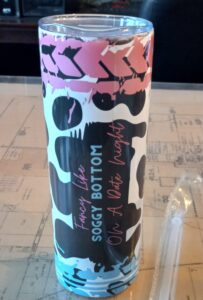 Fancy Like
SOGGY BOTTOM
On A Date Night